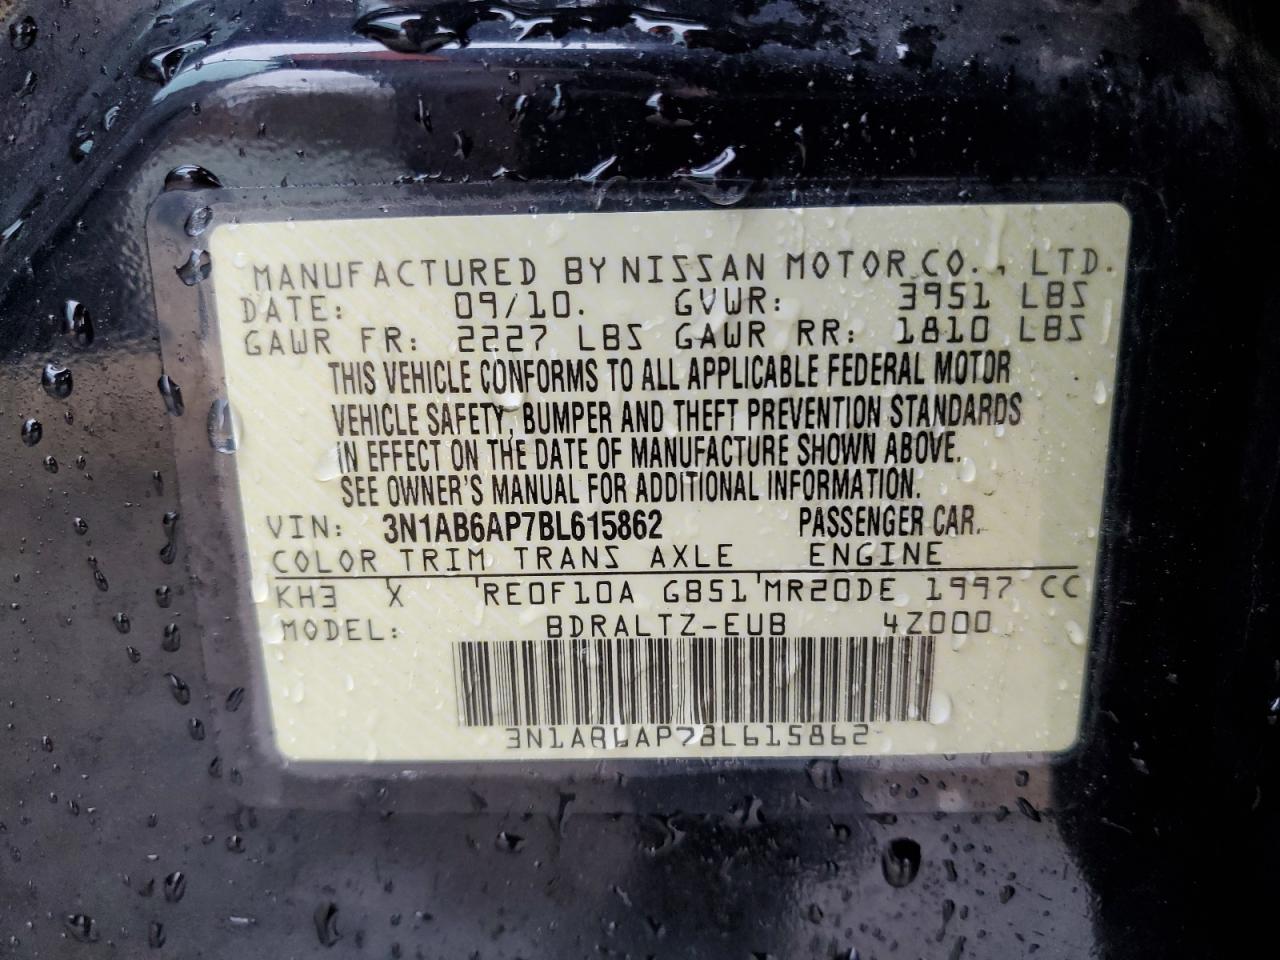 MANUFACTURED BY NISSAN MOTOR CO., LTD.
DATE: 09/10. GVWR: 3951 LBS
GAWR FR: 2227 LBS GAWR RR: 1810 LBS
THIS VEHICLE CONFORMS TO ALL APPLICABLE FEDERAL MOTOR
VEHICLE SAFETY, BUMPER AND THEFT PREVENTION STANDARDS
IN EFFECT ON THE DATE OF MANUFACTURE SHOWN ABOVE.
SEE OWNER'S MANUAL FOR ADDITIONAL INFORMATION.
VIN: 3N1AB6AP7BL615862 PASSENGER CAR.
COLOR TRIM TRANS AXLE ENGINE
KH3 X RE0F10A GB51 MR20DE 1997 CC
MODEL: BDRALTZ-EUB 4Z000
3N1AB6AP7BL615862